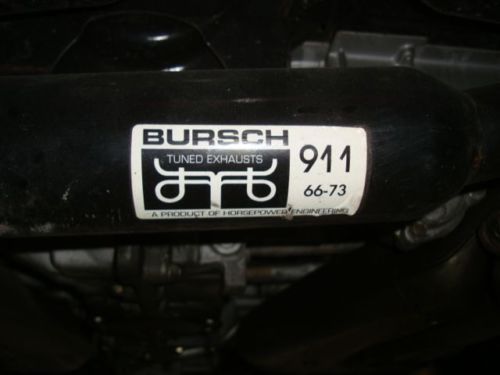 BURSCH
TUNED EXHAUSTS
911
66-73
A PRODUCT OF HORSEPOWER ENGINEERING